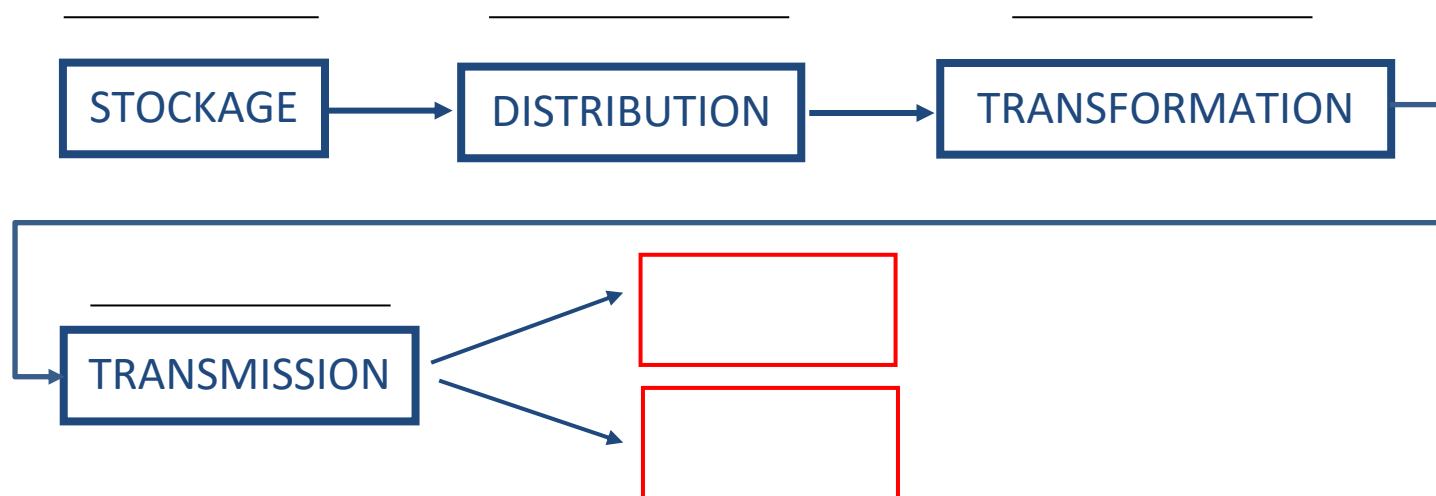 STOCKAGE
DISTRIBUTION
TRANSFORMATION
TRANSMISSION